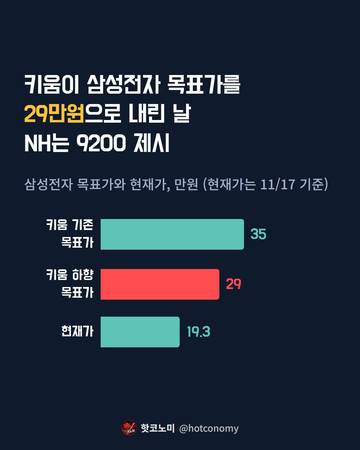 키움이 삼성전자 목표가를
29만원으로 내린 날
NH는 9200 제시
삼성전자 목표가와 현재가, 만원 (현재가는 11/17 기준)
키움 기존
목표가
35
키움 하향
목표가
29
현재가
19.3
핫코노미 @hotconomy